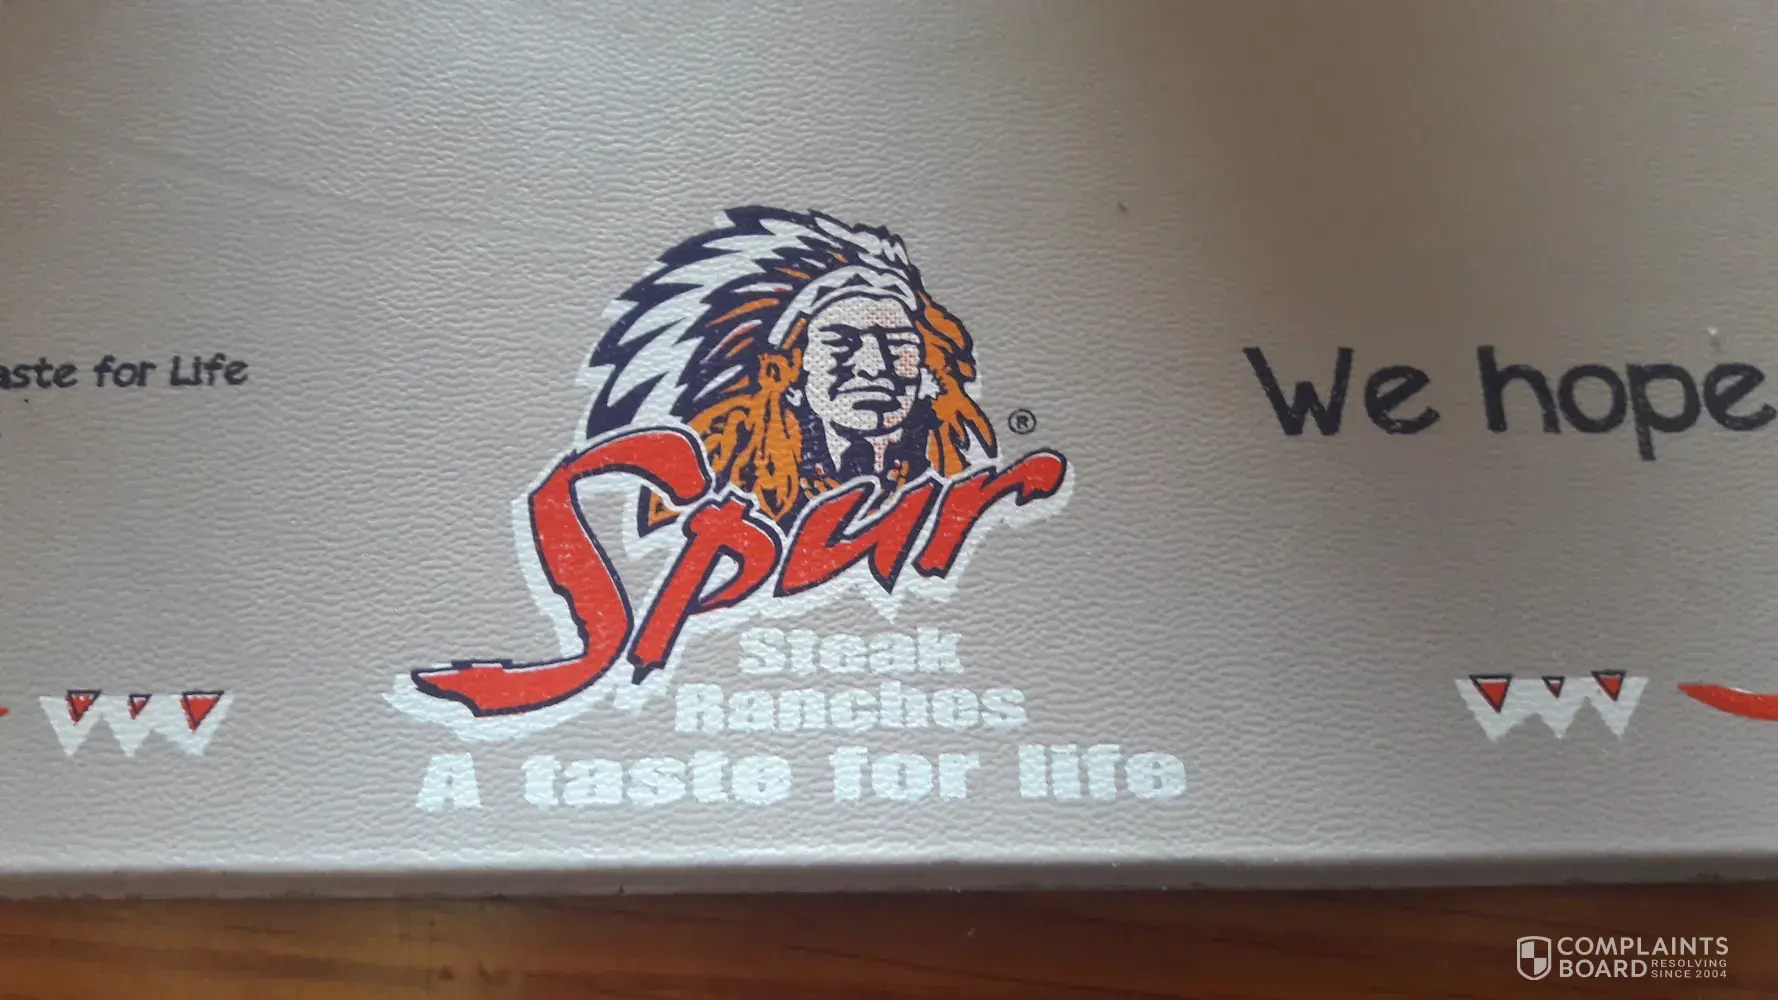 aste for Life
We hope
®
Spur
Steak
Ranches
A taste for life
COMPLAINTS
BOARD RESOLVING
SINCE 2004